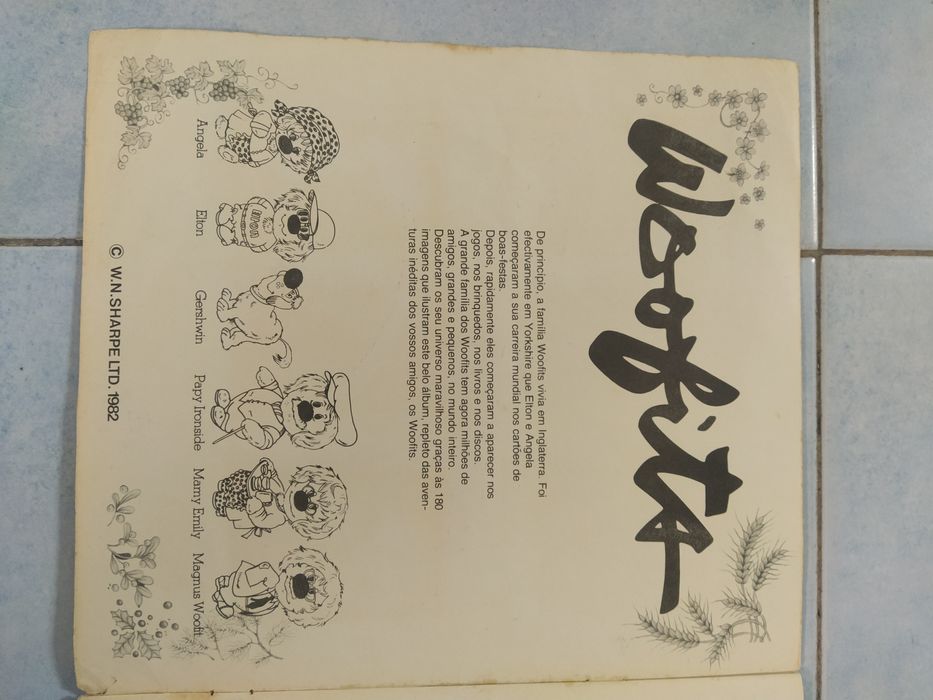 Woofits
De princípio, a família Woofits vivia em Inglaterra. Foi
efectivamente em Yorkshire que Elton e Angela
começaram a sua carreira mundial nos cartões de
boas-festas.
Depois, rapidamente eles começaram a aparecer nos
jogos, nos brinquedos, nos livros e nos discos.
A grande família dos Woofits tem agora milhões de
amigos, grandes e pequenos, no mundo inteiro.
Descubram os seu universo maravilhoso graças às 180
imagens que ilustram este belo álbum, repleto das aven-
turas inéditas dos vossos amigos, os Woofits.
Angela
Elton
Gershwin
Papy Ironside
Mamy Emily
Magnus Woofit
© W.N.SHARPE LTD. 1982